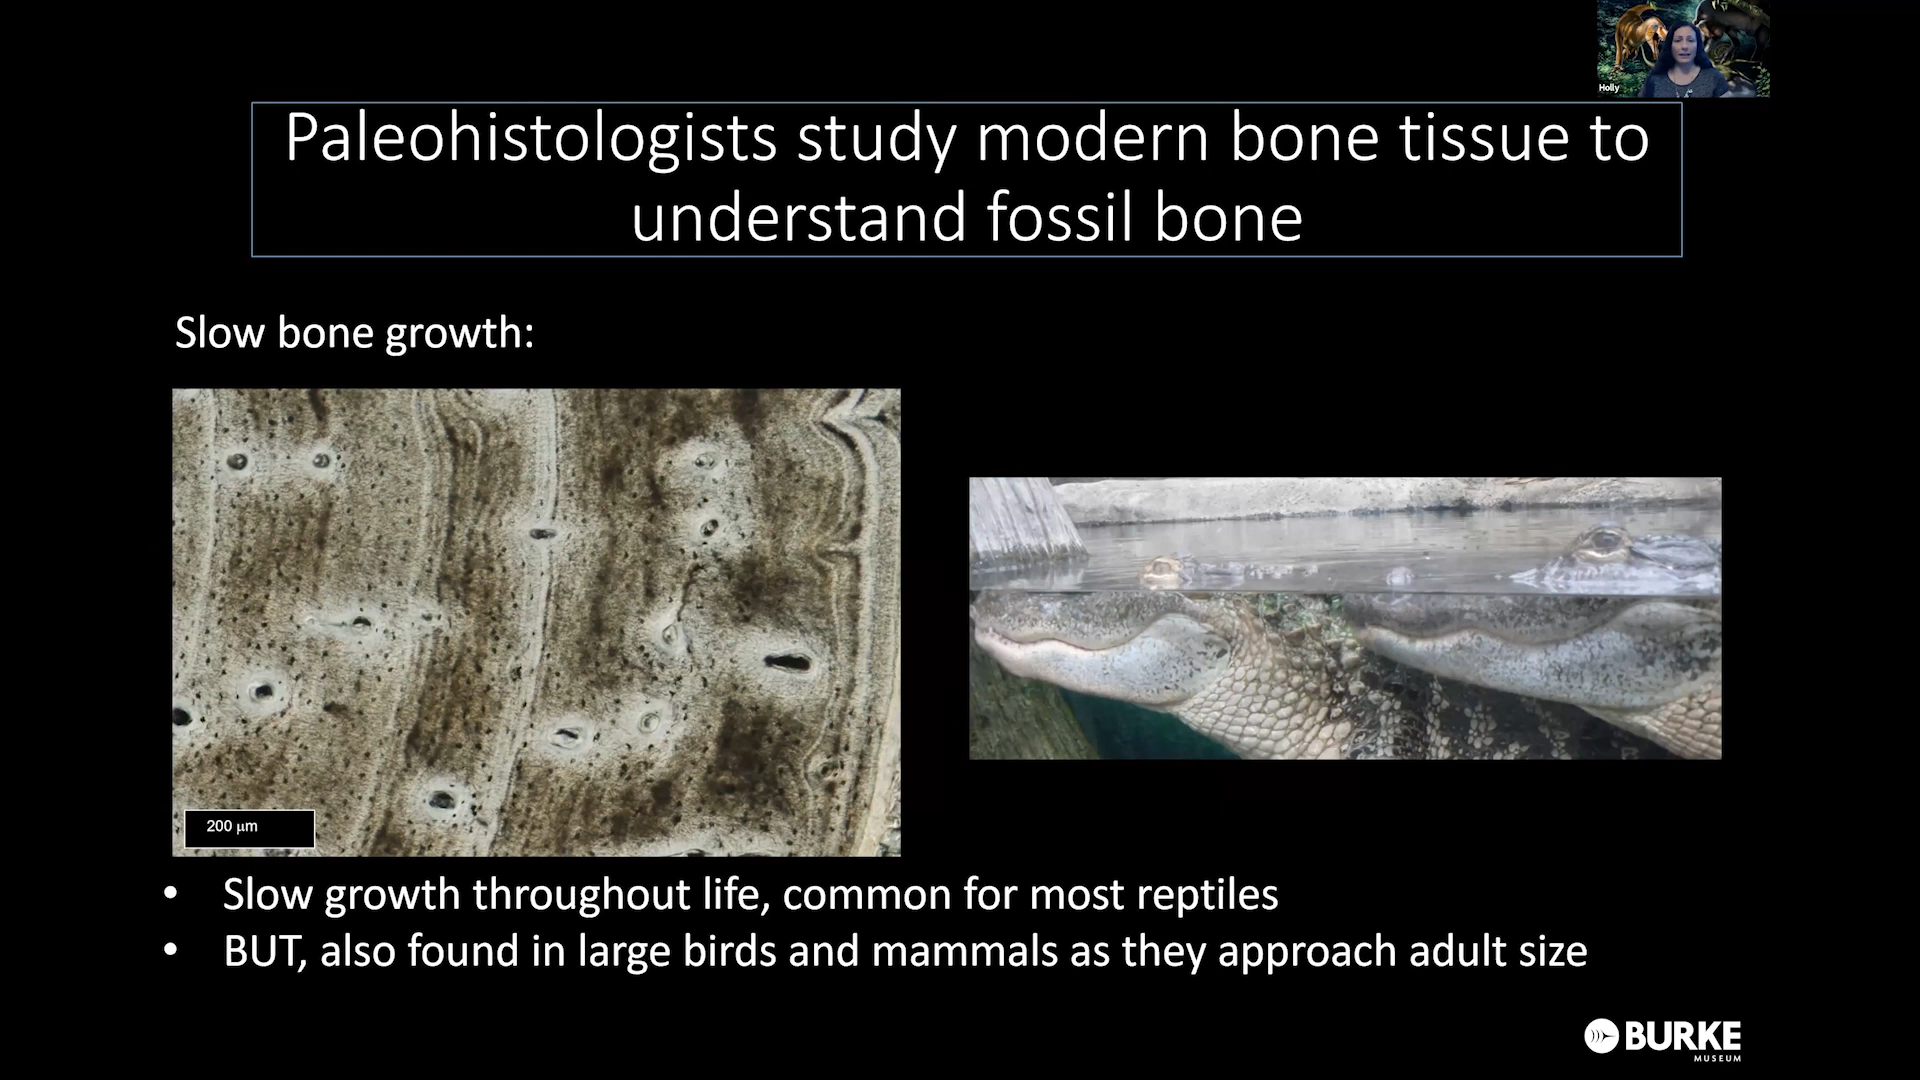 Holly
Paleohistologists study modern bone tissue to
understand fossil bone
Slow bone growth:
200 μm
• Slow growth throughout life, common for most reptiles
• BUT, also found in large birds and mammals as they approach adult size
BURKE
MUSEUM